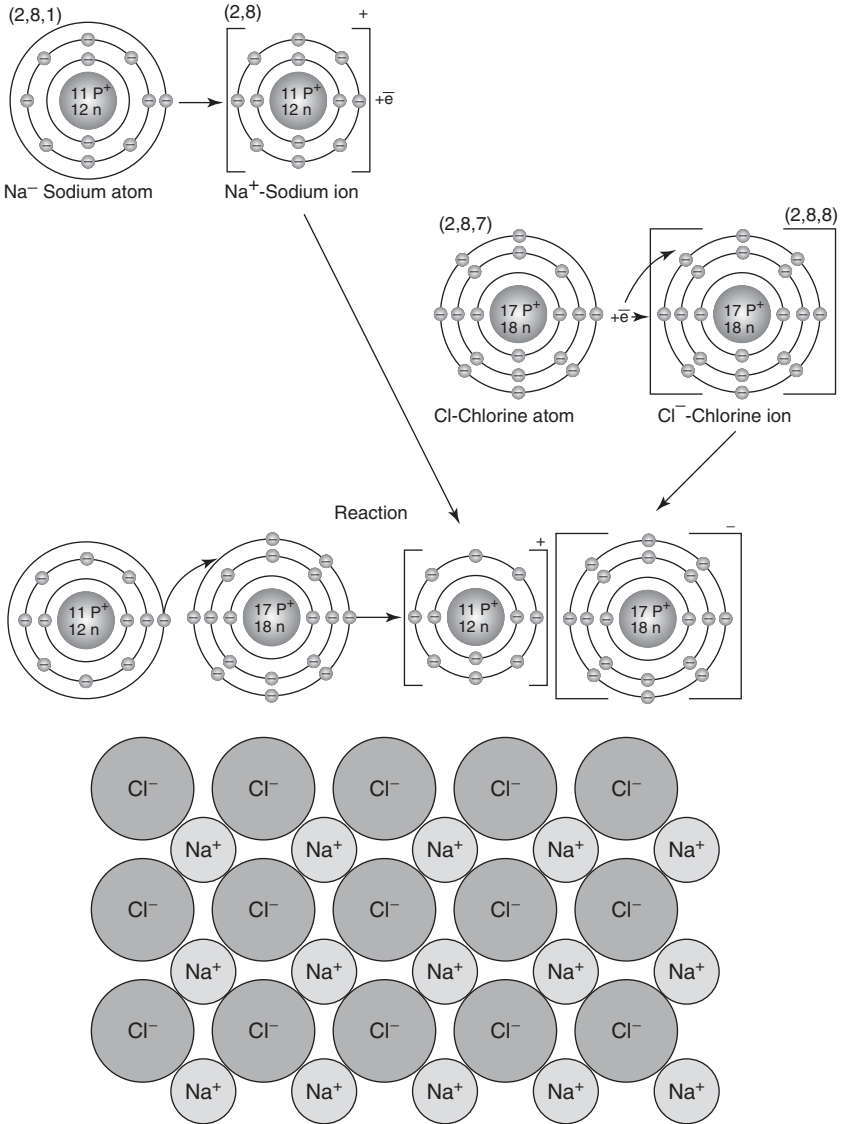 (2,8,1)
(2,8)
+
11 P+
12 n
11 P+
12 n
+e̅
Na– Sodium atom
Na+-Sodium ion
(2,8,7)
(2,8,8)
17 P+
18 n
+e̅
17 P+
18 n
Cl-Chlorine atom
Cl–-Chlorine ion
Reaction
+
–
11 P+
12 n
17 P+
18 n
11 P+
12 n
17 P+
18 n
Cl– Cl– Cl– Cl– Cl–
Na+ Na+ Na+ Na+ Na+
Cl– Cl– Cl– Cl– Cl–
Na+ Na+ Na+ Na+ Na+
Cl– Cl– Cl– Cl– Cl–
Na+ Na+ Na+ Na+ Na+